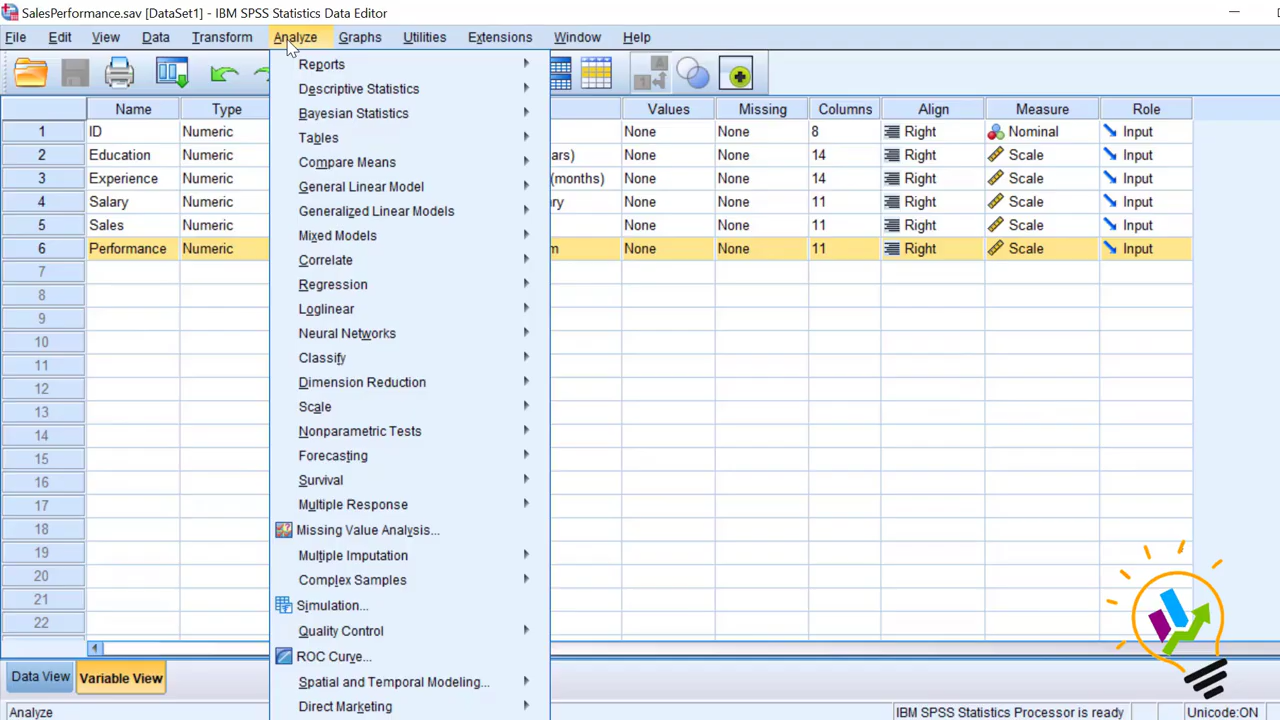 SalesPerformance.sav [DataSet1] - IBM SPSS Statistics Data Editor
File Edit View Data Transform Analyze Graphs Utilities Extensions Window Help
Name Type Values Missing Columns Align Measure Role
1 ID Numeric None None 8 Right Nominal Input
2 Education Numeric ars) None None 14 Right Scale Input
3 Experience Numeric (months) None None 14 Right Scale Input
4 Salary Numeric ry None None 11 Right Scale Input
5 Sales Numeric None None 11 Right Scale Input
6 Performance Numeric m None None 11 Right Scale Input
7
8
9
10
11
12
13
14
15
16
17
18
19
20
21
22
Reports
Descriptive Statistics
Bayesian Statistics
Tables
Compare Means
General Linear Model
Generalized Linear Models
Mixed Models
Correlate
Regression
Loglinear
Neural Networks
Classify
Dimension Reduction
Scale
Nonparametric Tests
Forecasting
Survival
Multiple Response
Missing Value Analysis...
Multiple Imputation
Complex Samples
Simulation...
Quality Control
ROC Curve...
Spatial and Temporal Modeling...
Direct Marketing
Data View Variable View
Analyze IBM SPSS Statistics Processor is ready Unicode:ON